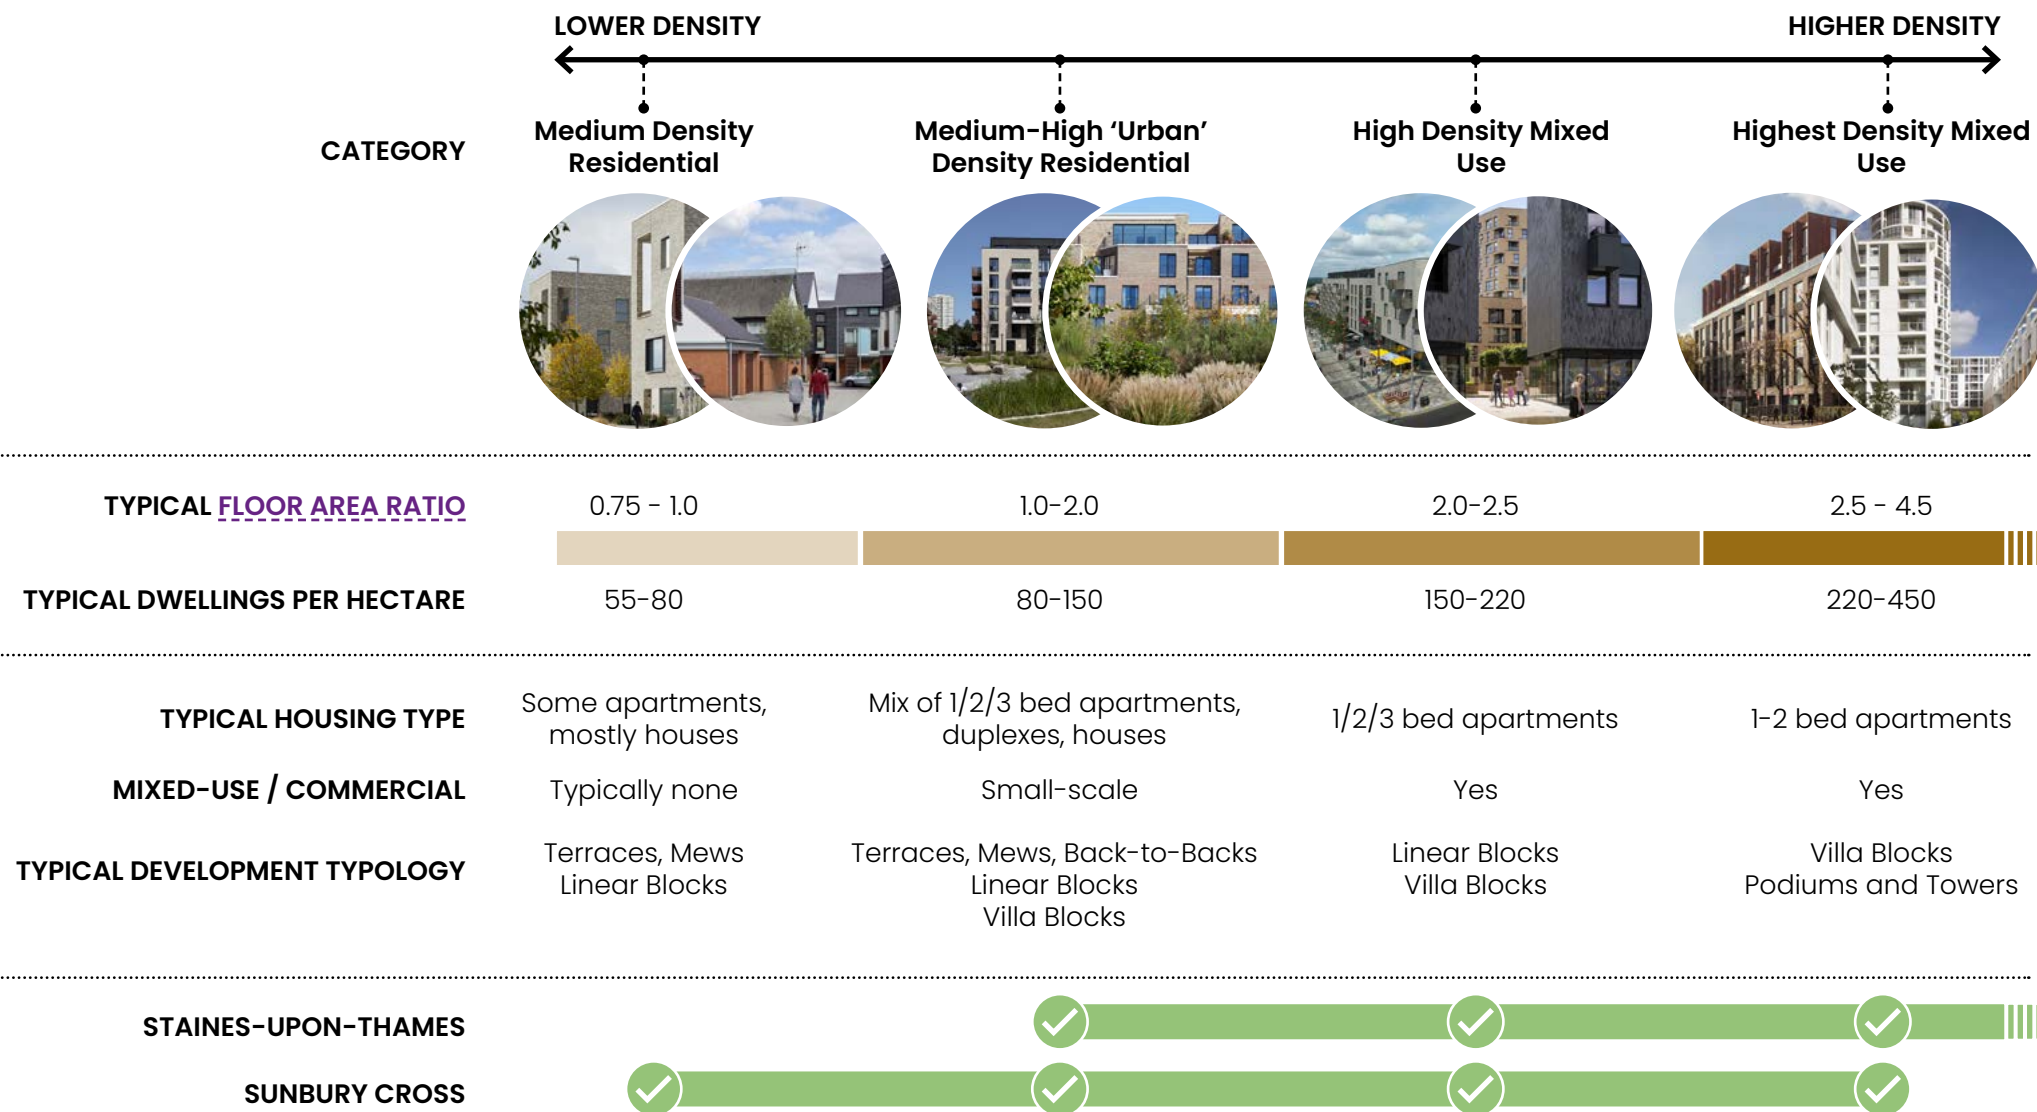 LOWER DENSITY
HIGHER DENSITY
CATEGORY
Medium Density
Residential
Medium-High ‘Urban’
Density Residential
High Density Mixed
Use
Highest Density Mixed
Use
TYPICAL FLOOR AREA RATIO
0.75 - 1.0
1.0-2.0
2.0-2.5
2.5 - 4.5
TYPICAL DWELLINGS PER HECTARE
55-80
80-150
150-220
220-450
TYPICAL HOUSING TYPE
Some apartments,
mostly houses
Mix of 1/2/3 bed apartments,
duplexes, houses
1/2/3 bed apartments
1-2 bed apartments
MIXED-USE / COMMERCIAL
Typically none
Small-scale
Yes
Yes
TYPICAL DEVELOPMENT TYPOLOGY
Terraces, Mews
Linear Blocks
Terraces, Mews, Back-to-Backs
Linear Blocks
Villa Blocks
Linear Blocks
Villa Blocks
Villa Blocks
Podiums and Towers
STAINES-UPON-THAMES
SUNBURY CROSS